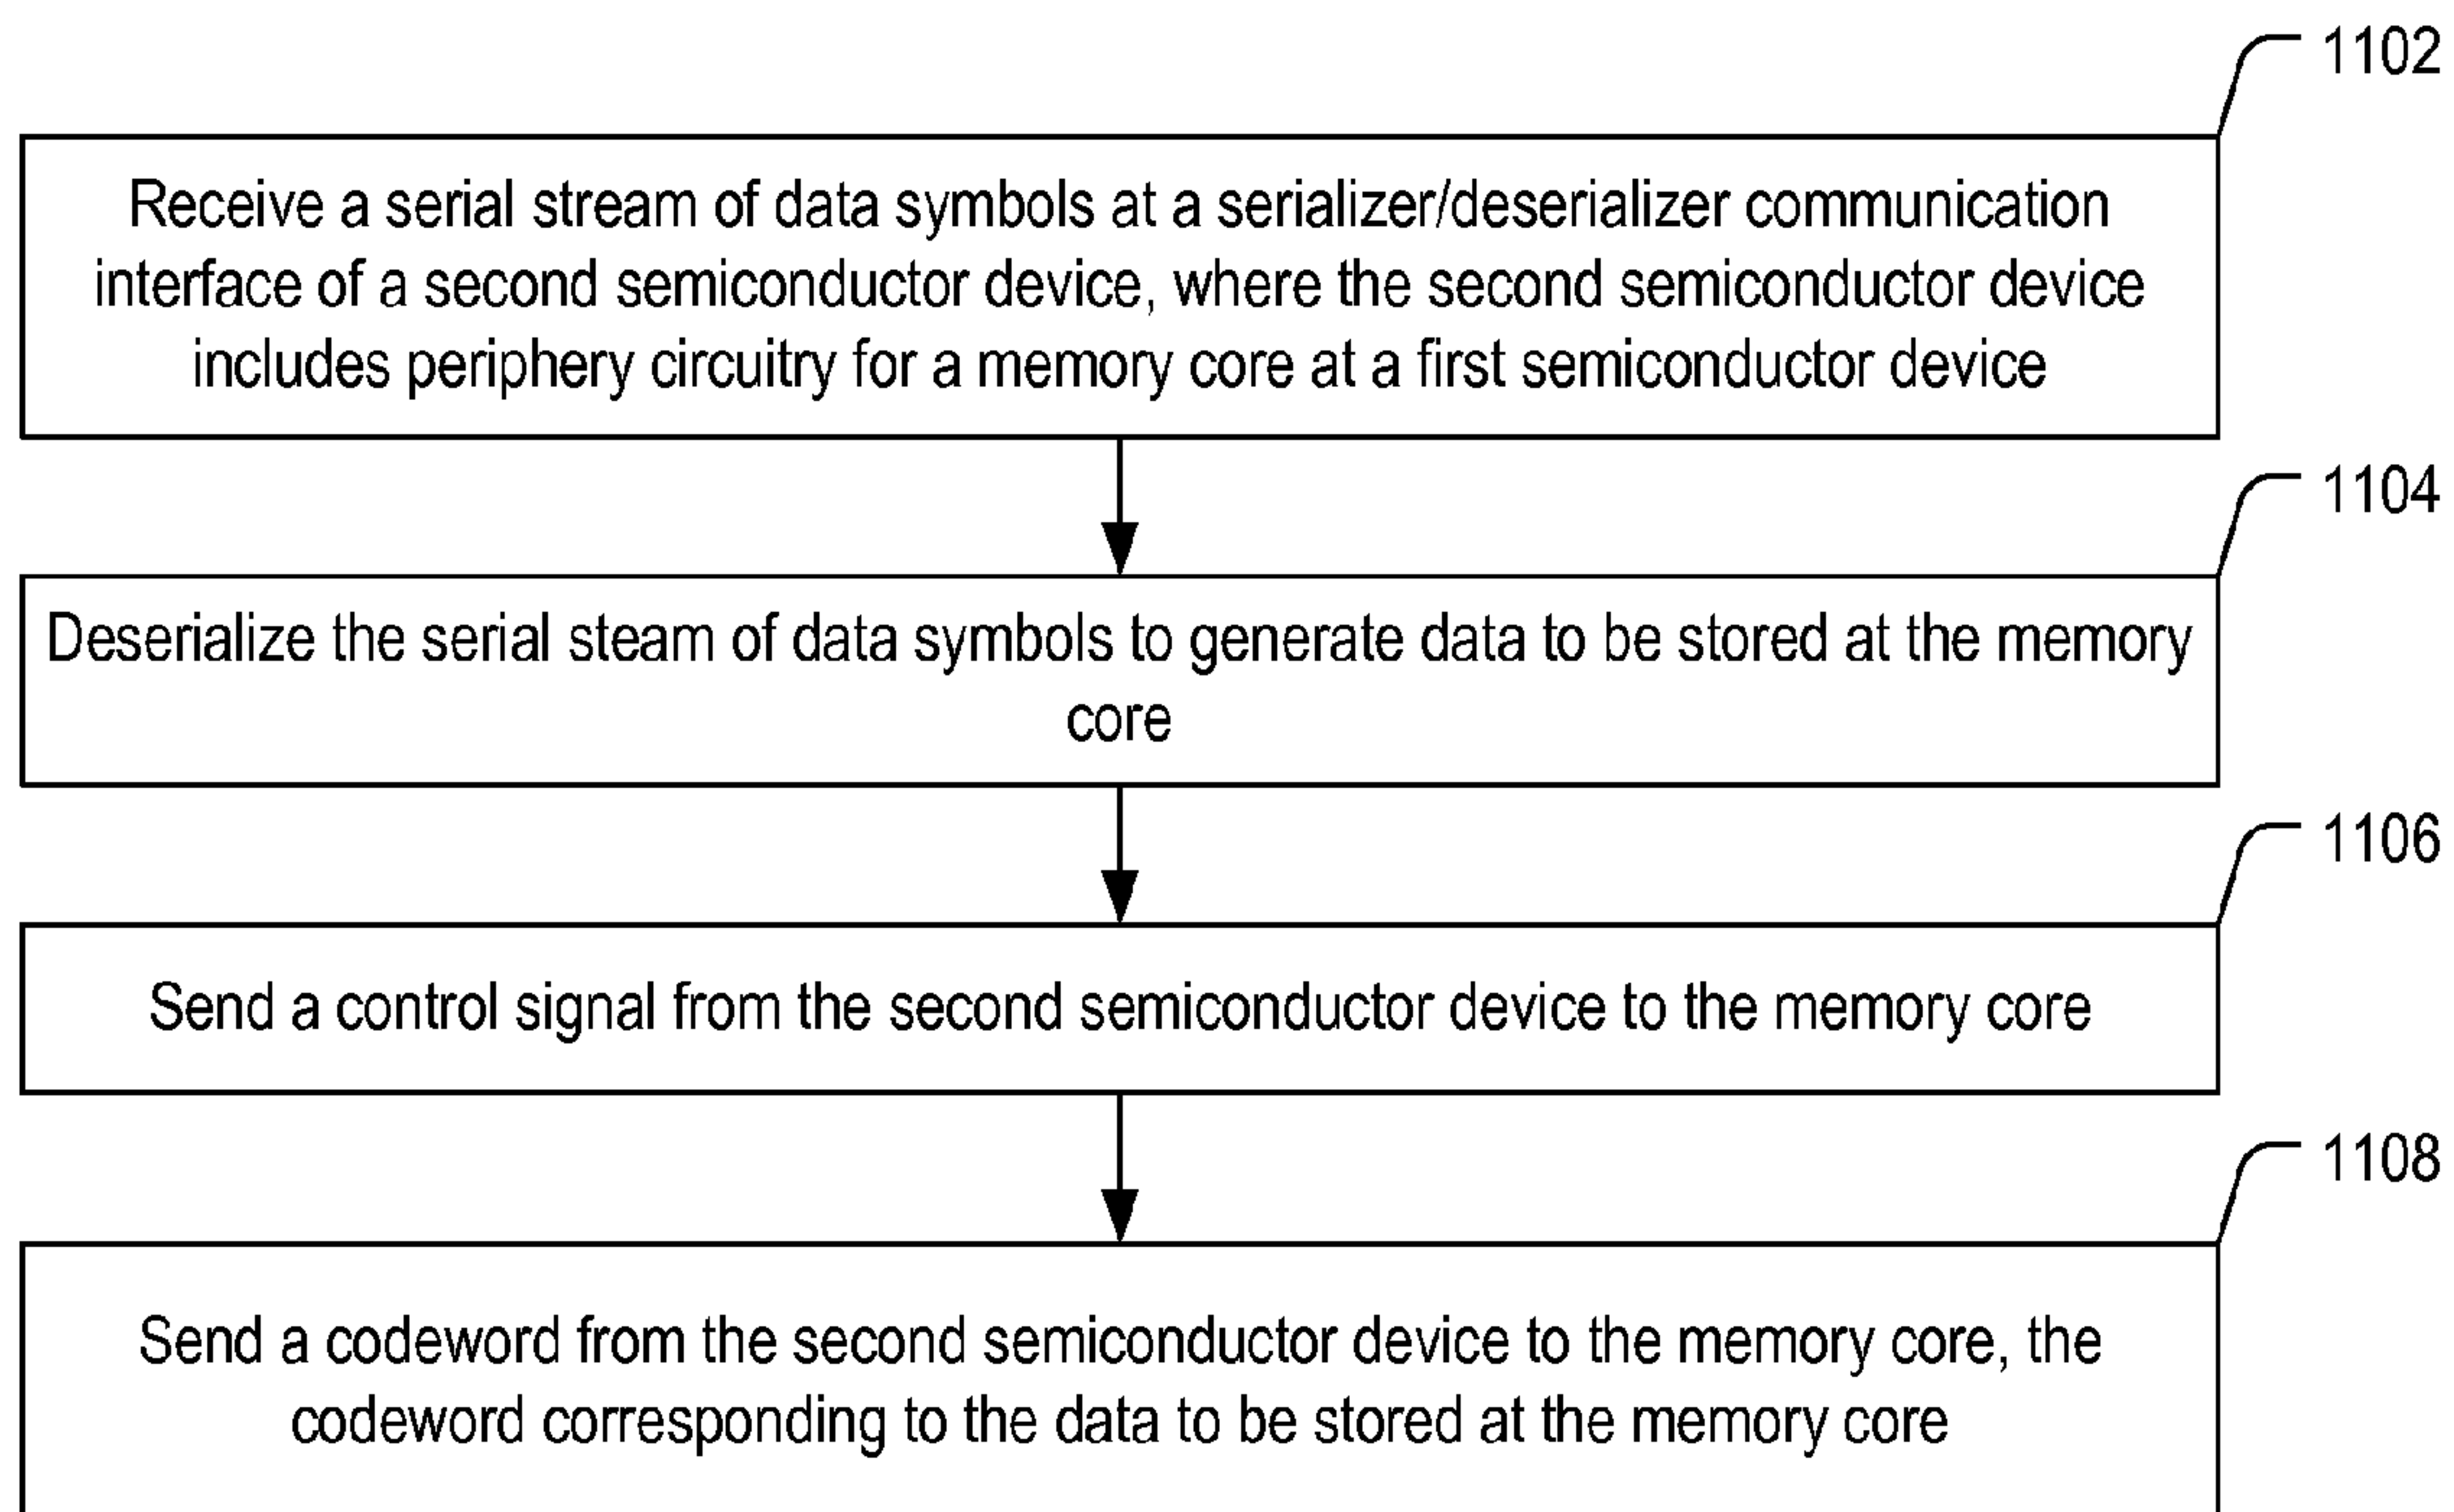 1102
Receive a serial stream of data symbols at a serializer/deserializer communication
interface of a second semiconductor device, where the second semiconductor device
includes periphery circuitry for a memory core at a first semiconductor device
1104
Deserialize the serial steam of data symbols to generate data to be stored at the memory
core
1106
Send a control signal from the second semiconductor device to the memory core
1108
Send a codeword from the second semiconductor device to the memory core, the
codeword corresponding to the data to be stored at the memory core